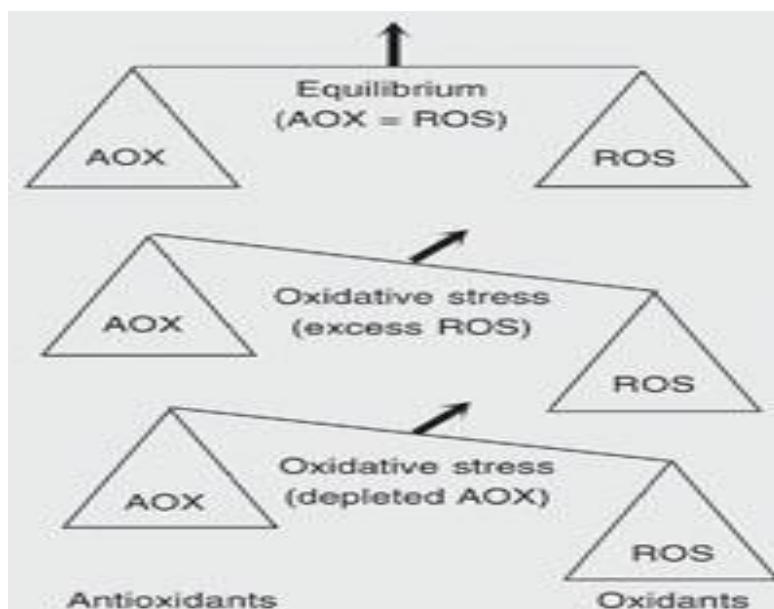 Equilibrium
(AOX = ROS)
AOX
ROS
Oxidative stress
(excess ROS)
AOX
ROS
Oxidative stress
(depleted AOX)
AOX
ROS
Antioxidants
Oxidants